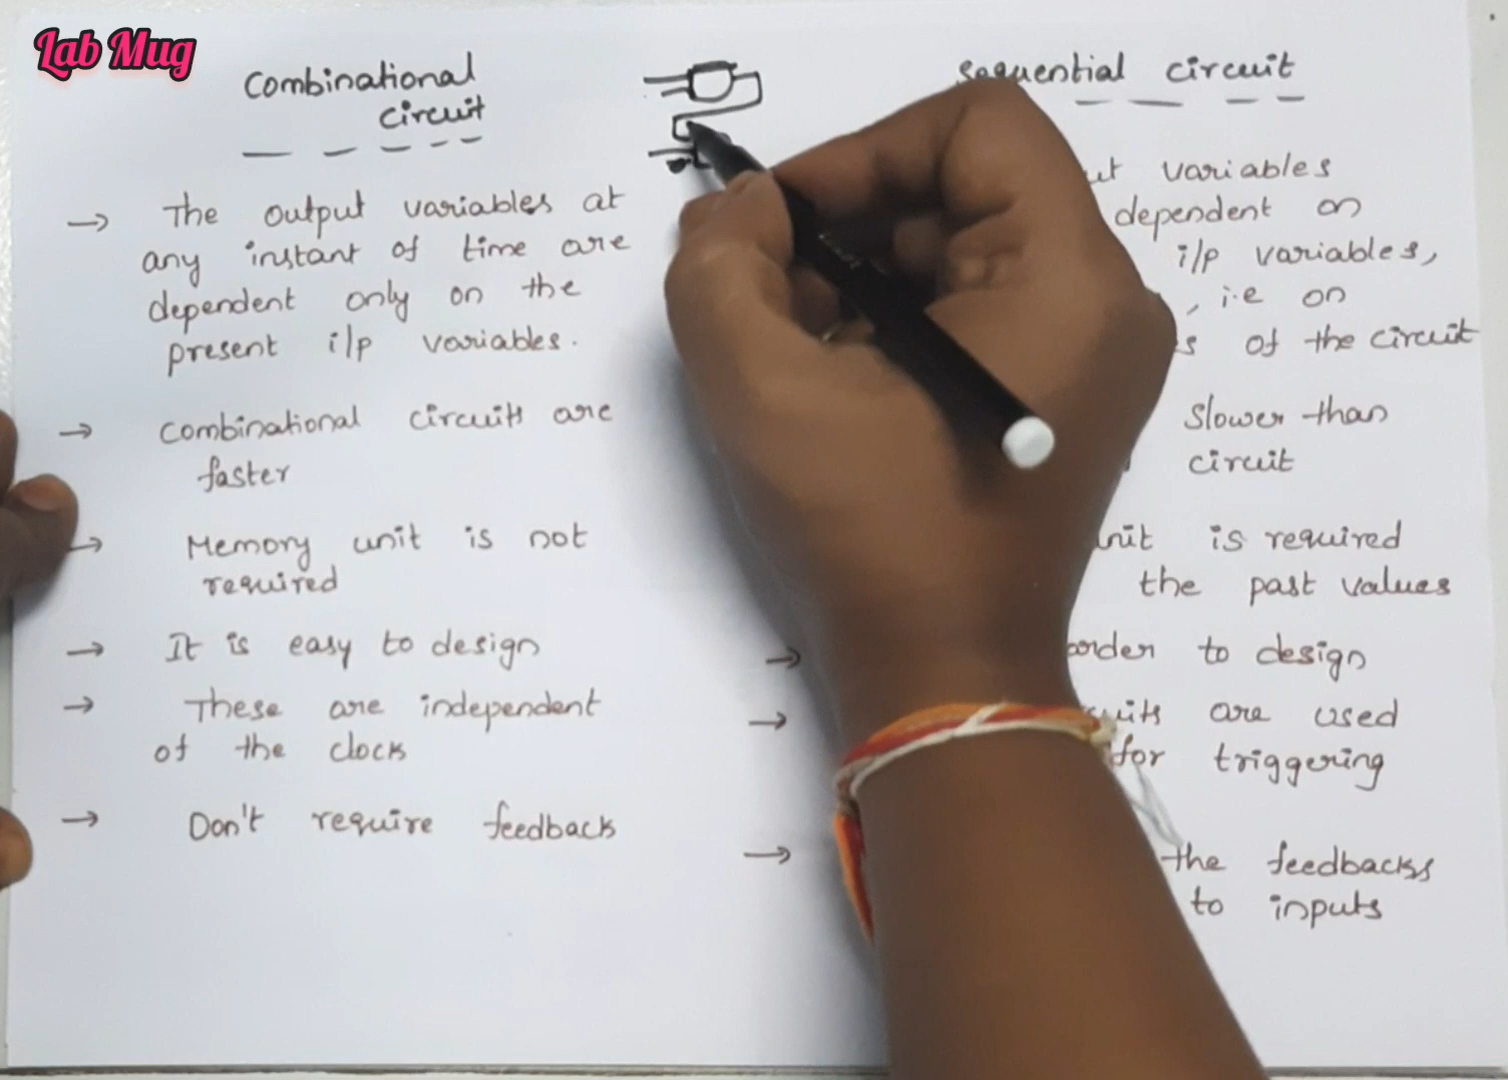 Lab Mug
Combinational
circuit
→ The output variables at
any instant of time are
dependent only on the
present i/p variables.
→ Combinational circuits are
faster
→ Memory unit is not
required
→ It is easy to design
→ These are independent
of the clock
→ Don't require feedback
Sequential circuit
variables
dependent on
i/p variables,
, i.e on
of the circuit
slower than
circuit
is required
the past values
→ to design
→ are used
for triggering
→ the feedbacks
to inputs